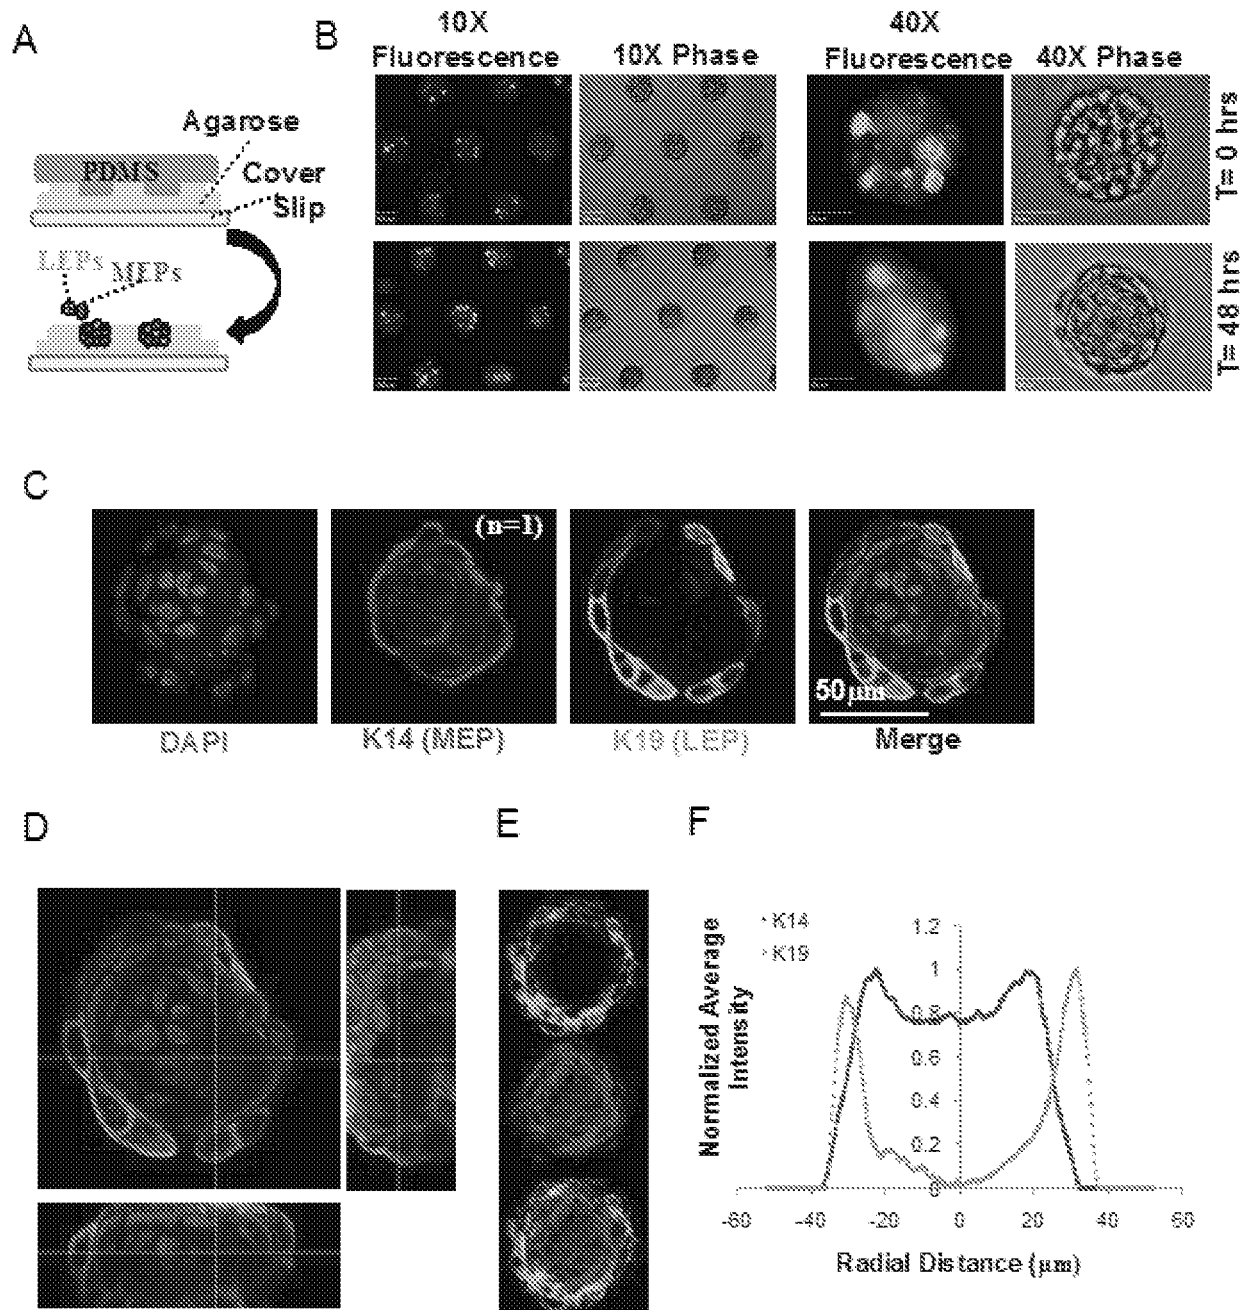 A
PDMS
Agarose
Cover
Slip
LEPs
MEPs
B
10X
Fluorescence
10X Phase
40X
Fluorescence
40X Phase
T= 0 hrs
T= 48 hrs
C
(n=1)
DAPI
K14 (MEP)
K19 (LEP)
50μm
Merge
D
E
F
K14
K19
Normalized Average
Intensity
1.2
1
0.8
0.6
0.4
0.2
0
-60
-40
-20
0
20
40
60
Radial Distance (μm)